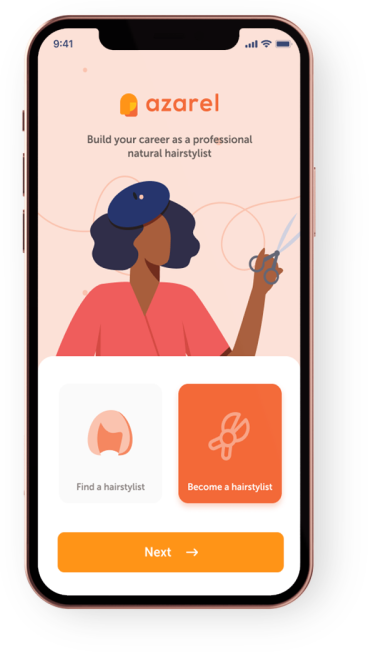 9:41
azarel
Build your career as a professional
natural hairstylist
Find a hairstylist
Become a hairstylist
Next →